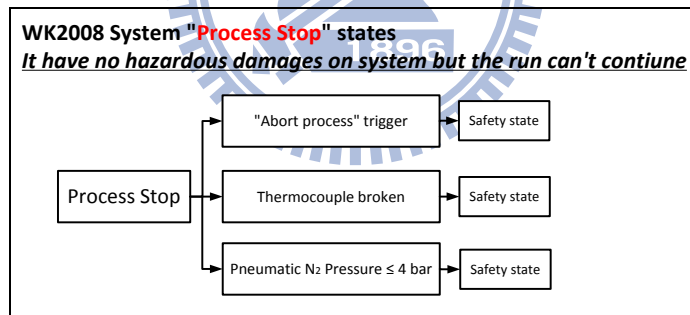 WK2008 System "Process Stop" states
It have no hazardous damages on system but the run can't contiune
1896
"Abort process" trigger
Safety state
Process Stop
Thermocouple broken
Safety state
Pneumatic N₂ Pressure ≤ 4 bar
Safety state